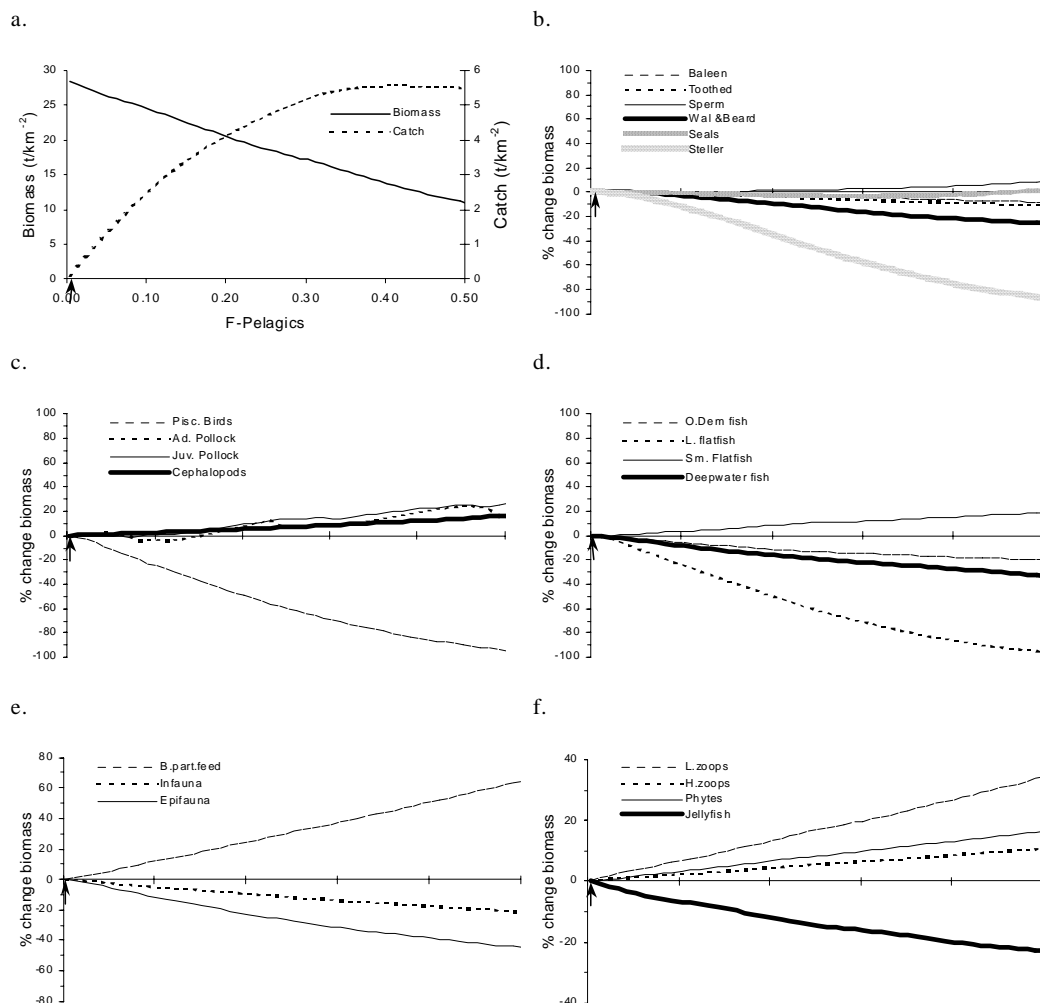 a.
30
25
20
15
10
5
0
Biomass (t/km⁻²)
6
5
4
3
2
1
0
Catch (t/km⁻²)
Biomass
Catch
0.00
0.10
0.20
0.30
0.40
0.50
F-Pelagics
b.
100
80
60
40
20
0
-20
-40
-60
-80
-100
% change biomass
Baleen
Toothed
Sperm
Wal &Beard
Seals
Steller
c.
100
80
60
40
20
0
-20
-40
-60
-80
-100
% change biomass
Pisc. Birds
Ad. Pollock
Juv. Pollock
Cephalopods
d.
100
80
60
40
20
0
-20
-40
-60
-80
-100
% change biomass
O.Dem fish
L. flatfish
Sm. Flatfish
Deepwater fish
e.
80
60
40
20
0
-20
-40
-60
-80
% change biomass
B.part.feed
Infauna
Epifauna
f.
40
20
0
-20
-40
% change biomass
L.zoops
H.zoops
Phytes
Jellyfish